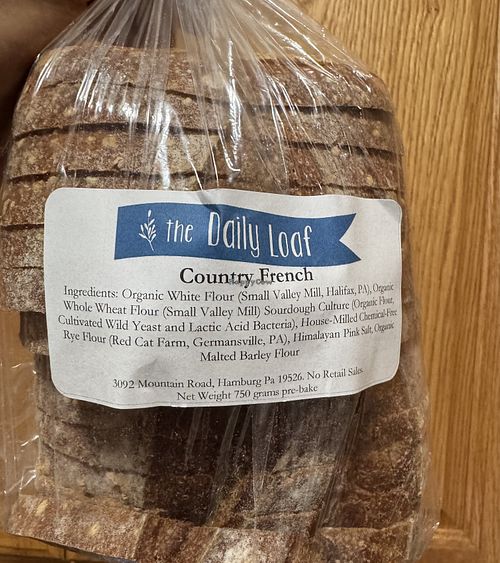 the Daily Loaf
Country French
Ingredients: Organic White Flour (Small Valley Mill, Halifax, PA), Organic
Whole Wheat Flour (Small Valley Mill) Sourdough Culture (Organic Flour,
Cultivated Wild Yeast and Lactic Acid Bacteria), House-Milled Chemical-Free
Rye Flour (Red Cat Farm, Germansville, PA), Himalayan Pink Salt, Organic
Malted Barley Flour
3092 Mountain Road, Hamburg Pa 19526. No Retail Sales.
Net Weight 750 grams pre-bake